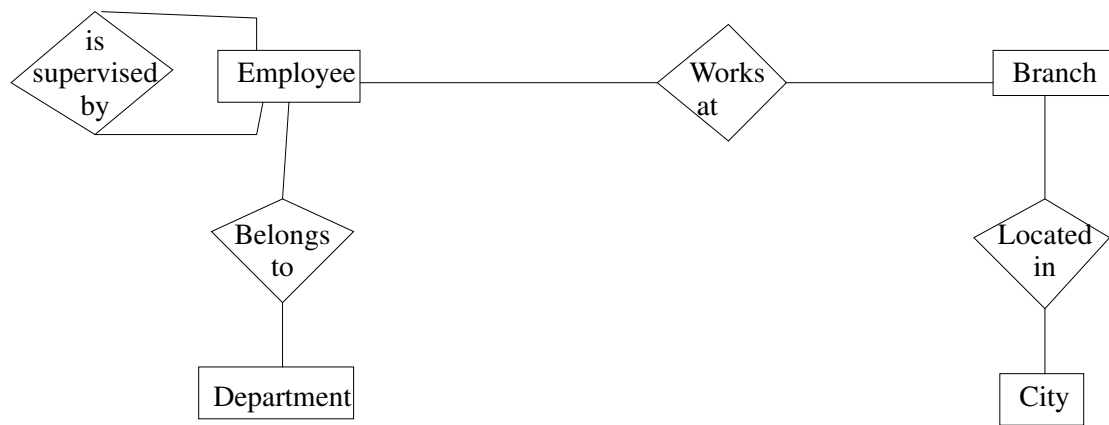 is
supervised
by
Employee
Works
at
Branch
Belongs
to
Located
in
Department
City